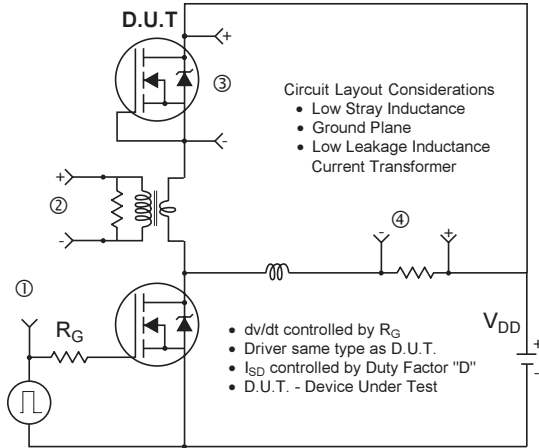 D.U.T
+
③
-
Circuit Layout Considerations
• Low Stray Inductance
• Ground Plane
• Low Leakage Inductance
Current Transformer
+
②
-
④
- +
①
RG
• dv/dt controlled by RG
• Driver same type as D.U.T.
• ISD controlled by Duty Factor "D"
• D.U.T. - Device Under Test
VDD
+
-